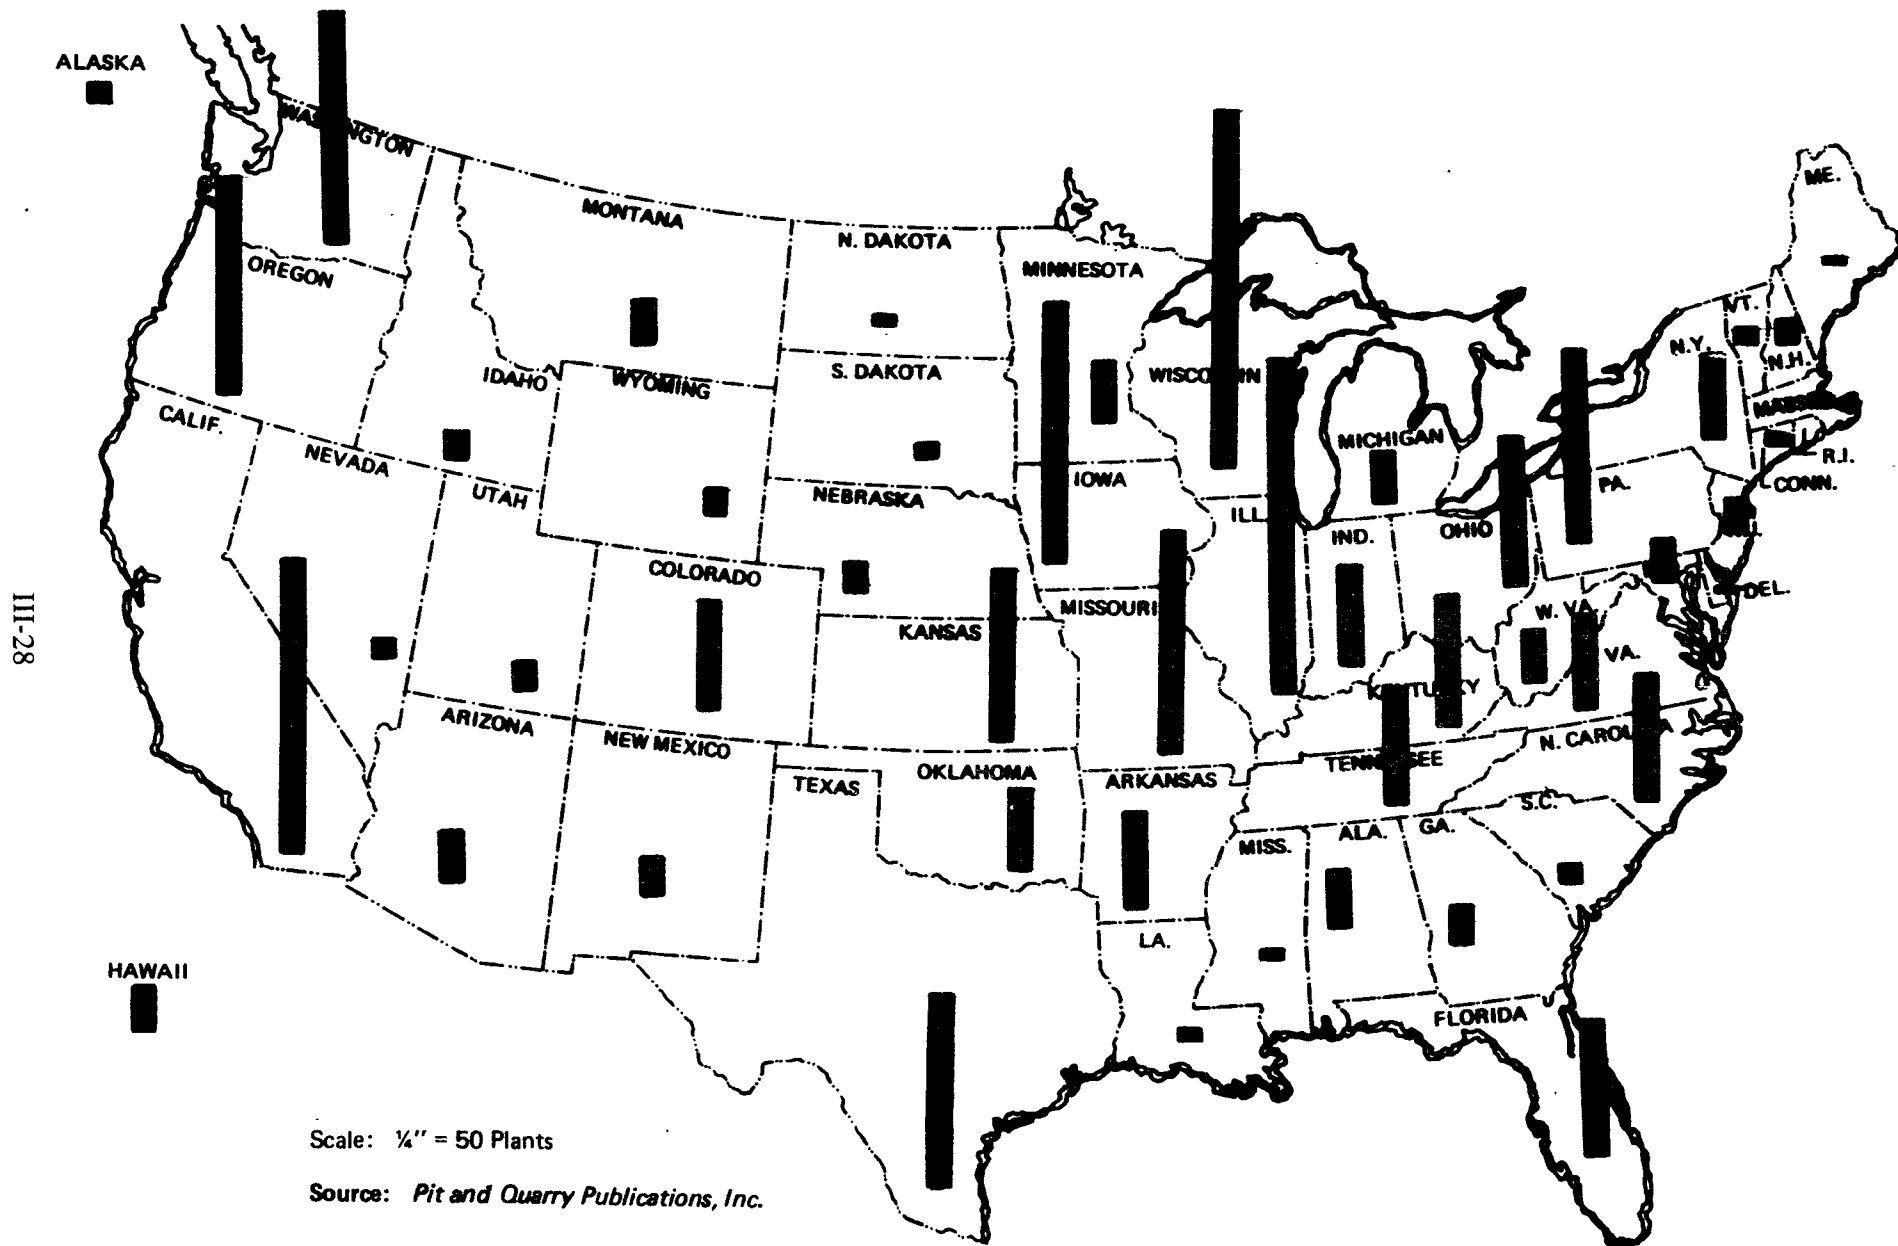 ALASKA
WASHINGTON
ME.
MONTANA
N. DAKOTA
MINNESOTA
OREGON
VT.
N.Y.
N.H.
IDAHO
WYOMING
S. DAKOTA
WISCONSIN
MASS.
CALIF.
MICHIGAN
NEVADA
UTAH
NEBRASKA
IOWA
R.I.
PA.
CONN.
ILL.
IND.
OHIO
COLORADO
DEL.
MISSOURI
W. VA.
KANSAS
VA.
III-28
KENTUCKY
ARIZONA
NEW MEXICO
N. CAROLINA
TENNESSEE
TEXAS
OKLAHOMA
ARKANSAS
S.C.
MISS.
ALA.
GA.
LA.
HAWAII
FLORIDA
Scale: ¼" = 50 Plants
Source: Pit and Quarry Publications, Inc.